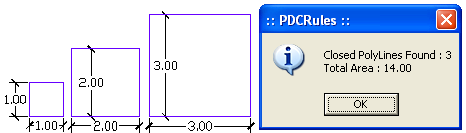 1.00
1.00
2.00
2.00
3.00
3.00
:: PDCRules ::
Closed PolyLines Found : 3
Total Area : 14.00
OK